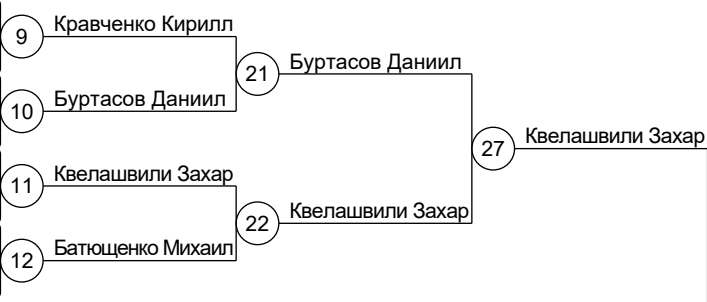 9
Кравченко Кирилл
21
Буртасов Даниил
10
Буртасов Даниил
27
Квелашвили Захар
11
Квелашвили Захар
22
Квелашвили Захар
12
Батющенко Михаил